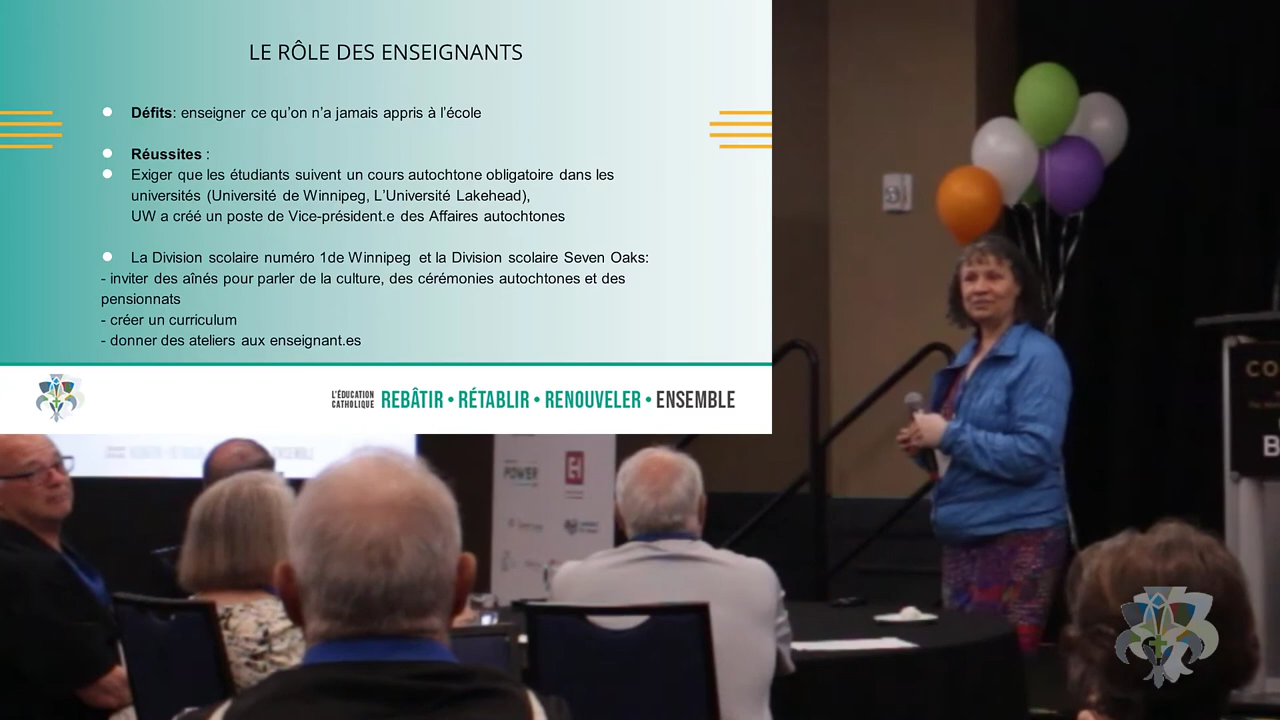 LE RÔLE DES ENSEIGNANTS
Défits: enseigner ce qu'on n'a jamais appris à l'école
Réussites :
Exiger que les étudiants suivent un cours autochtone obligatoire dans les
universités (Université de Winnipeg, L'Université Lakehead),
UW a créé un poste de Vice-président.e des Affaires autochtones
La Division scolaire numéro 1de Winnipeg et la Division scolaire Seven Oaks:
- inviter des aînés pour parler de la culture, des cérémonies autochtones et des
pensionnats
- créer un curriculum
- donner des ateliers aux enseignant.es
L'ÉDUCATION
CATHOLIQUE
REBÂTIR • RÉTABLIR • RENOUVELER • ENSEMBLE
POWER
CO
B